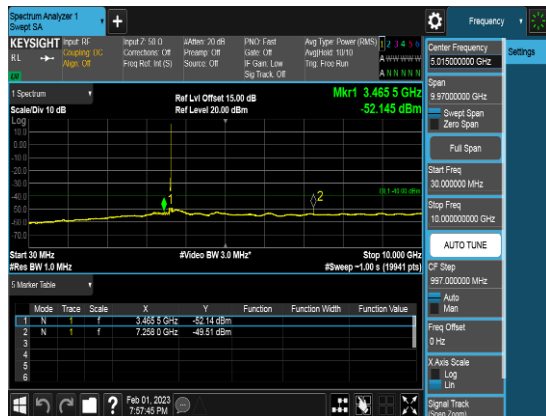 Spectrum Analyzer 1
Swept SA
Frequency
KEYSIGHT
Input: RF
Coupling: DC
Align: Off
Input Z: 50 Ω
Corrections: Off
Freq Ref: Int (S)
#Atten: 20 dB
Preamp: Off
Source: Off
PNO: Fast
Gate: Off
IF Gain: Low
Sig Track: Off
Avg Type: Power (RMS)
Avg|Hold: 10/10
Trig: Free Run
1 2 3 4 5 6
A W W W W W
A N N N N N
RL
LV
1 Spectrum
Scale/Div 10 dB
Ref Lvl Offset 15.00 dB
Ref Level 20.00 dBm
Mkr1 3.465 5 GHz
-52.145 dBm
Log
10.0
0.00
-10.0
-20.0
-30.0
-40.0
-50.0
-60.0
-70.0
DL1 -40.00 dBm
1
2
Start 30 MHz
#Res BW 1.0 MHz
#Video BW 3.0 MHz*
Stop 10.000 GHz
#Sweep ~1.00 s (19941 pts)
5 Marker Table
Mode Trace Scale X Y Function Function Width Function Value
1 N 1 f 3.465 5 GHz -52.14 dBm
2 N 1 f 7.258 0 GHz -49.51 dBm
3
4
5
6
Feb 01, 2023
7:57:45 PM
Center Frequency
5.015000000 GHz
Settings
Span
9.97000000 GHz
Swept Span
Zero Span
Full Span
Start Freq
30.000000 MHz
Stop Freq
10.000000000 GHz
AUTO TUNE
CF Step
997.000000 MHz
Auto
Man
Freq Offset
0 Hz
X Axis Scale
Log
Lin
Signal Track
(Span Zoom)